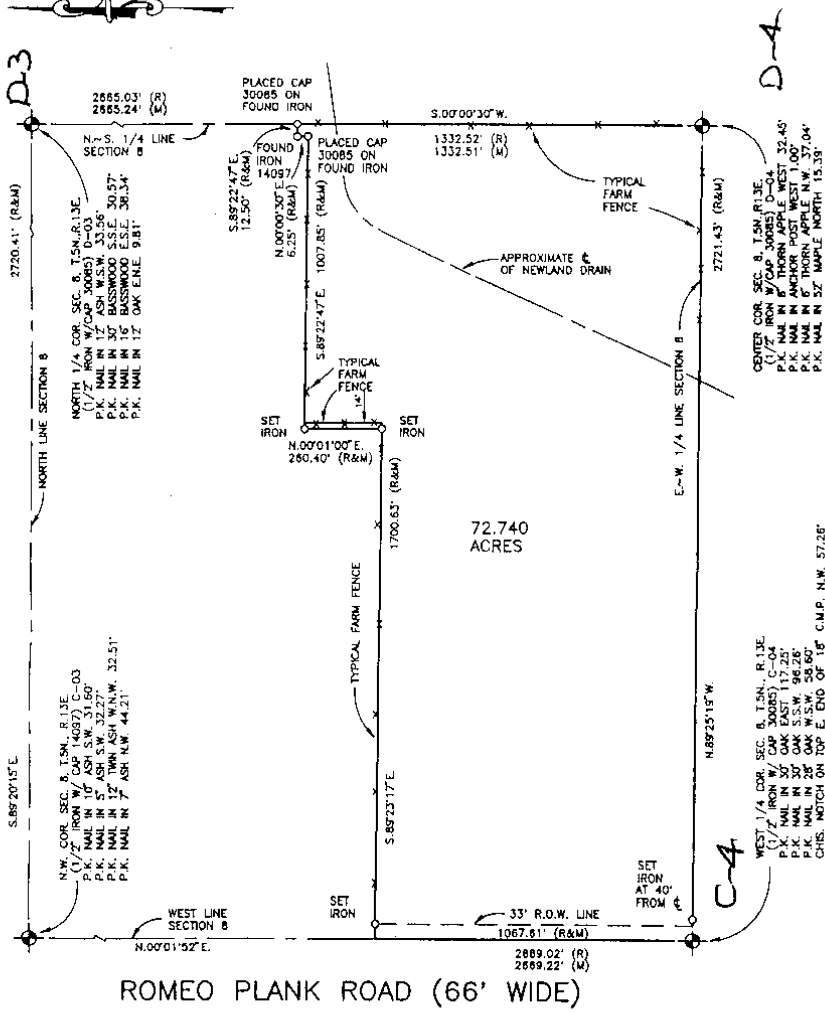 D-3
D-4
2665.03' (R)
2665.24' (M)
N.~S. 1/4 LINE
SECTION 8
PLACED CAP
30085 ON
FOUND IRON
FOUND
IRON
14097
PLACED CAP
30085 ON
FOUND IRON
S.00°00'30"W.
1332.52' (R)
1332.51' (M)
TYPICAL
FARM
FENCE
S.89°22'47"E.
12.50' (R&M)
N.00°00'30"E.
6.25' (R&M)
S.89°22'47"E.
1007.85' (R&M)
2720.41' (R&M)
NORTH 1/4 COR. SEC. 8, T.5N.,R.13E.
(1/2" IRON W/CAP 30085) D-03
P.K. NAIL IN 12" ASH W.S.W. 33.56'
P.K. NAIL IN 30" BASSWOOD S.S.E. 30.57'
P.K. NAIL IN 16" BASSWOOD E.S.E. 38.34'
P.K. NAIL IN 12" OAK E.N.E. 9.81'
NORTH LINE SECTION 8
APPROXIMATE ℄
OF NEWLAND DRAIN
2721.43' (R&M)
E.~W. 1/4 LINE SECTION 8
CENTER COR. SEC. 8, T.5N.,R.13E.
(1/2" IRON W/CAP 30085) D-04
P.K. NAIL IN 8" THORN APPLE WEST 32.45'
P.K. NAIL IN ANCHOR POST WEST 1.00'
P.K. NAIL IN 6" THORN APPLE N.W. 37.04'
P.K. NAIL IN 52" MAPLE NORTH 15.39'
TYPICAL
FARM
FENCE
14'
SET
IRON
SET
IRON
N.00°01'00"E.
260.40' (R&M)
1700.63' (R&M)
72.740
ACRES
TYPICAL FARM FENCE
S.89°23'17"E.
N.89°25'19"W.
S.89°20'15"E.
N.W. COR. SEC. 8, T.5N., R.13E.
(1/2" IRON W/ CAP 14097) C-03
P.K. NAIL IN 10" ASH S.W. 31.60'
P.K. NAIL IN 5" ASH S.W. 32.27'
P.K. NAIL IN 12" TWIN ASH W.N.W. 32.51'
P.K. NAIL IN 7" ASH N.W. 44.21'
WEST 1/4 COR. SEC. 8, T.5N., R.13E.
(1/2" IRON W/ CAP 30085) C-04
P.K. NAIL IN 30" OAK EAST 117.25'
P.K. NAIL IN 30" OAK S.S.W. 96.26'
P.K. NAIL IN 28" OAK W.S.W. 58.60'
CHIS. NOTCH ON TOP E. END OF 18" C.M.P. N.W. 57.26'
C-4
SET
IRON
AT 40'
FROM ℄
SET
IRON
WEST LINE
SECTION 8
N.00°01'52"E.
33' R.O.W. LINE
1067.61' (R&M)
2669.02' (R)
2669.22' (M)
ROMEO PLANK ROAD (66' WIDE)